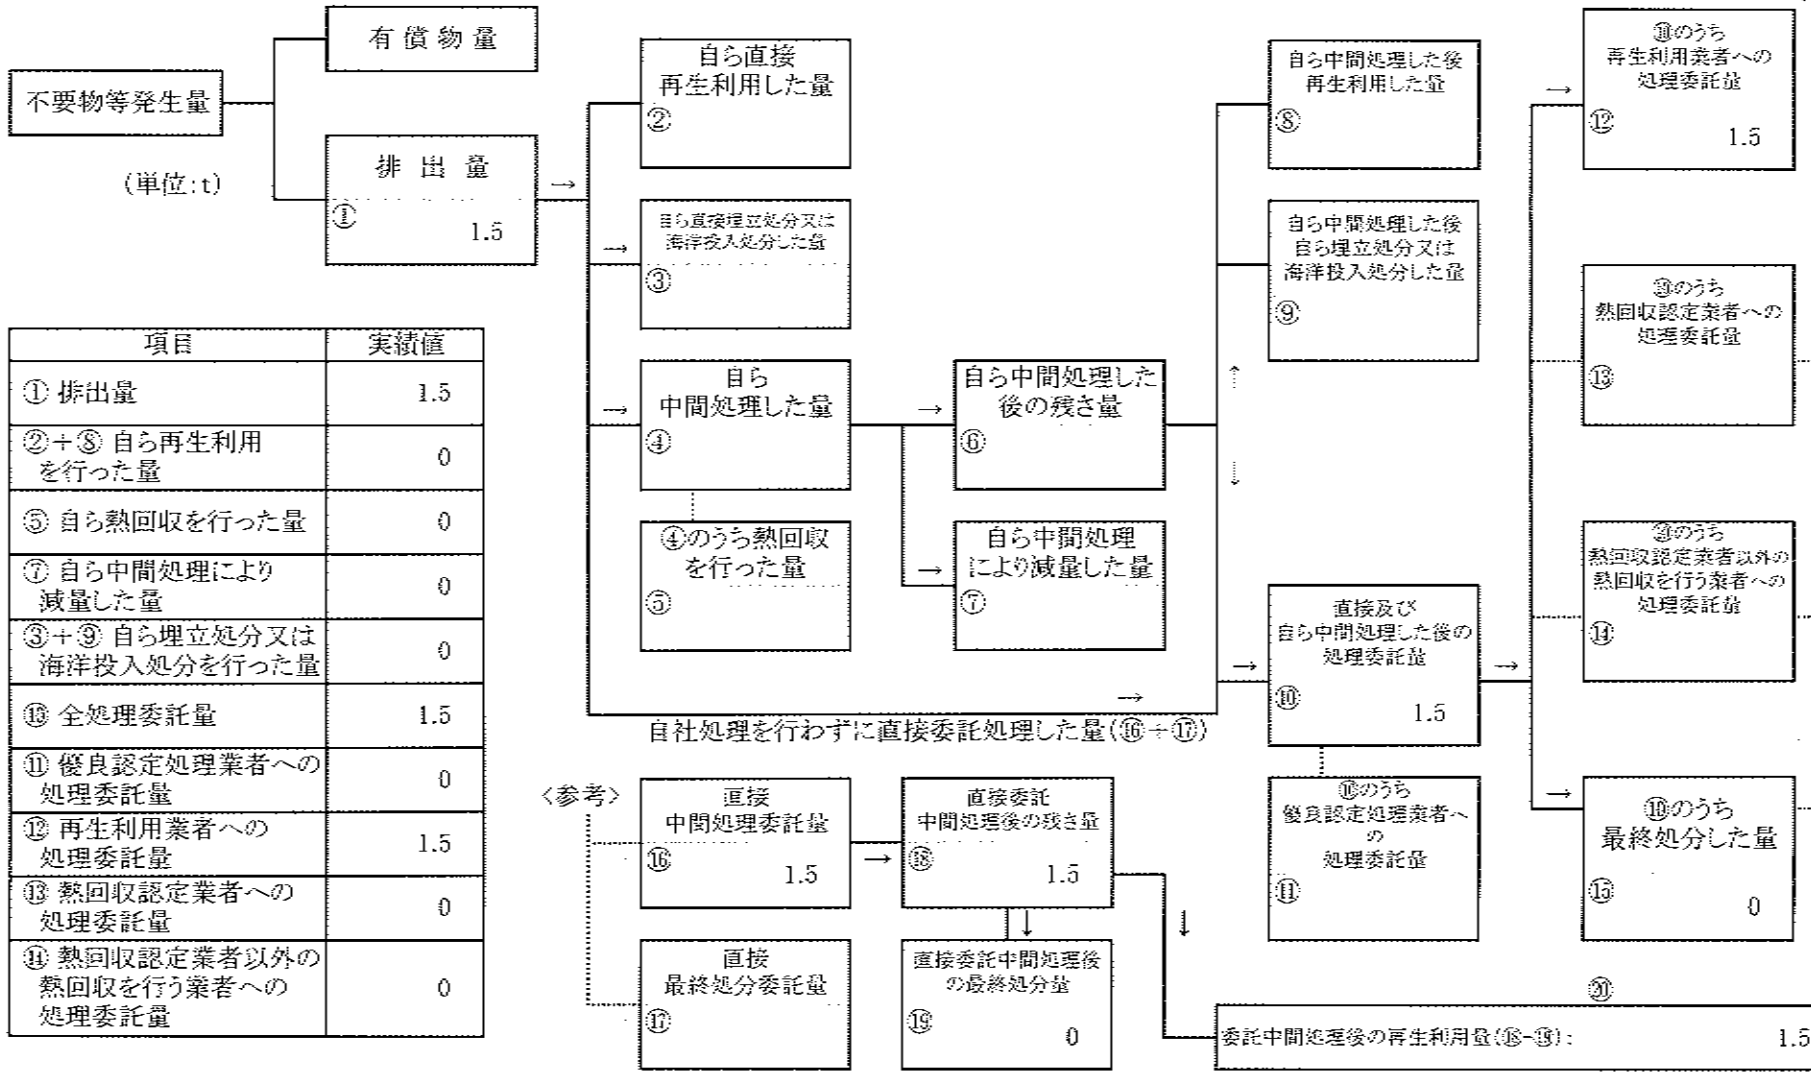 有償物量
不要物等発生量
(単位:t)
排出量
①
1.5
→
自ら直接
再生利用した量
②
→
自ら直接埋立処分又は
海洋投入処分した量
③
→
自ら
中間処理した量
④
④のうち熱回収
を行った量
⑤
→
自ら中間処理した
後の残さ量
⑥
→
自ら中間処理
により減量した量
⑦
自ら中間処理した後
再生利用した量
⑧
自ら中間処理した後
自ら埋立処分又は
海洋投入処分した量
⑨
↑
↓
→
自社処理を行わずに直接委託処理した量(⑯+⑰)
→
直接及び
自ら中間処理した後の
処理委託量
⑩
1.5
⑩のうち
優良認定処理業者へ
の
処理委託量
⑪
→
→
⑩のうち
再生利用業者への
処理委託量
⑫
1.5
⑩のうち
熱回収認定業者への
処理委託量
⑬
⑩のうち
熱回収認定業者以外の
熱回収を行う業者への
処理委託量
⑭
→
⑩のうち
最終処分した量
⑮
0
項目 実績値
① 排出量 1.5
②+⑧ 自ら再生利用
を行った量 0
⑤ 自ら熱回収を行った量 0
⑦ 自ら中間処理により
減量した量 0
③+⑨ 自ら埋立処分又は
海洋投入処分を行った量 0
⑩ 全処理委託量 1.5
⑪ 優良認定処理業者への
処理委託量 0
⑫ 再生利用業者への
処理委託量 1.5
⑬ 熱回収認定業者への
処理委託量 0
⑭ 熱回収認定業者以外の
熱回収を行う業者への
処理委託量 0
〈参考〉
直接
中間処理委託量
⑯
1.5
→
直接委託
中間処理後の残さ量
⑱
1.5
↓
↓
直接
最終処分委託量
⑰
直接委託中間処理後
の最終処分量
⑲
0
⑳
委託中間処理後の再生利用量(⑱-⑲): 1.5